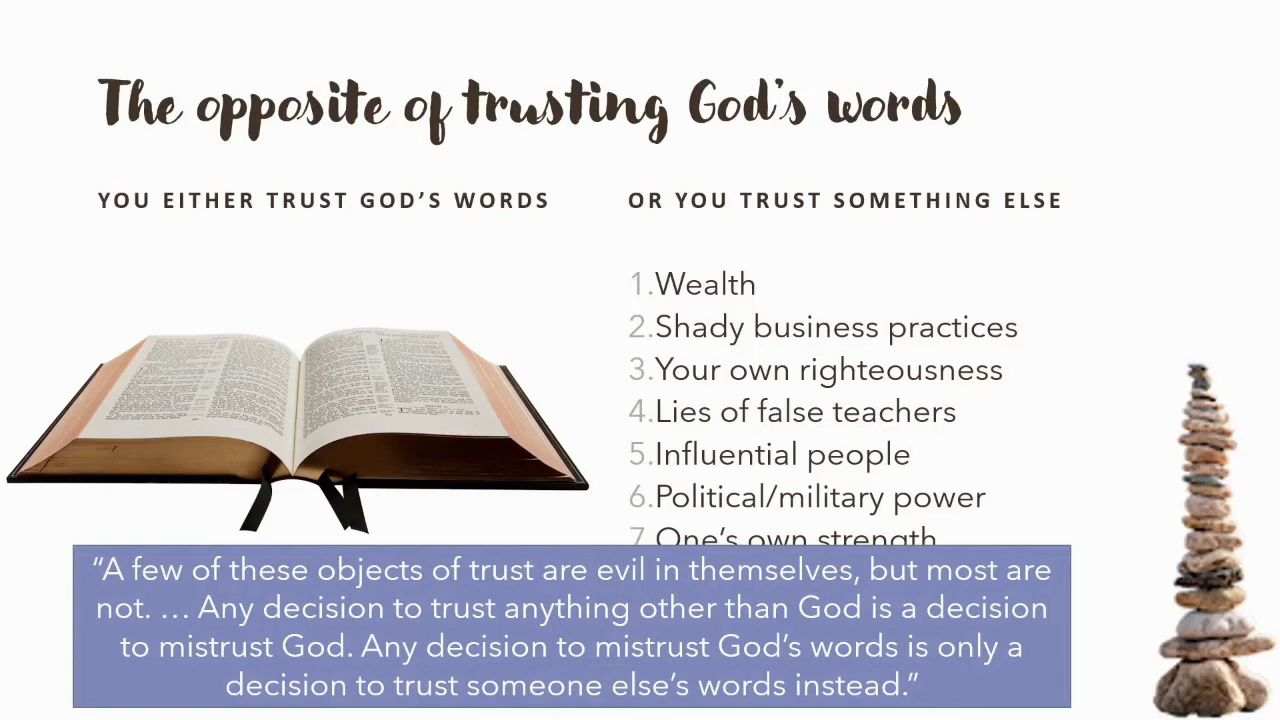 The opposite of trusting God's words
YOU EITHER TRUST GOD'S WORDS
OR YOU TRUST SOMETHING ELSE
1. Wealth
2. Shady business practices
3. Your own righteousness
4. Lies of false teachers
5. Influential people
6. Political/military power
7. One's own strength
“A few of these objects of trust are evil in themselves, but most are
not. … Any decision to trust anything other than God is a decision
to mistrust God. Any decision to mistrust God's words is only a
decision to trust someone else's words instead.”